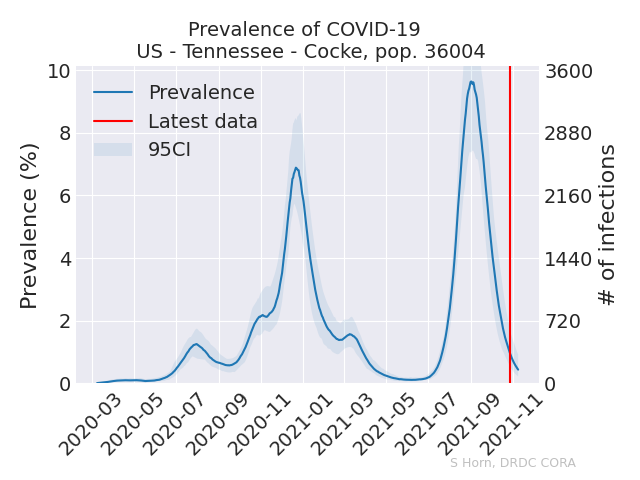 Prevalence of COVID-19
US - Tennessee - Cocke, pop. 36004
Prevalence (%)
10
8
6
4
2
0
Prevalence
Latest data
95CI
3600
2880
2160
1440
720
0
# of infections
2020-03
2020-05
2020-07
2020-09
2020-11
2021-01
2021-03
2021-05
2021-07
2021-09
2021-11
S Horn, DRDC CORA